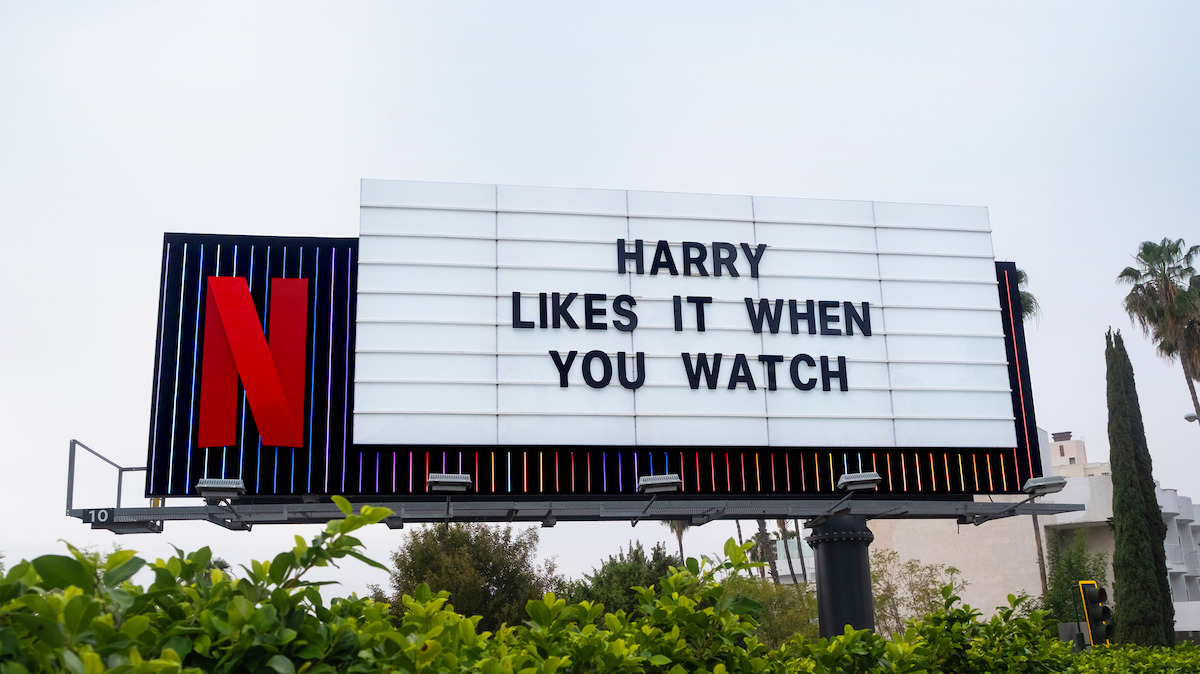 N
HARRY
LIKES IT WHEN
YOU WATCH
10